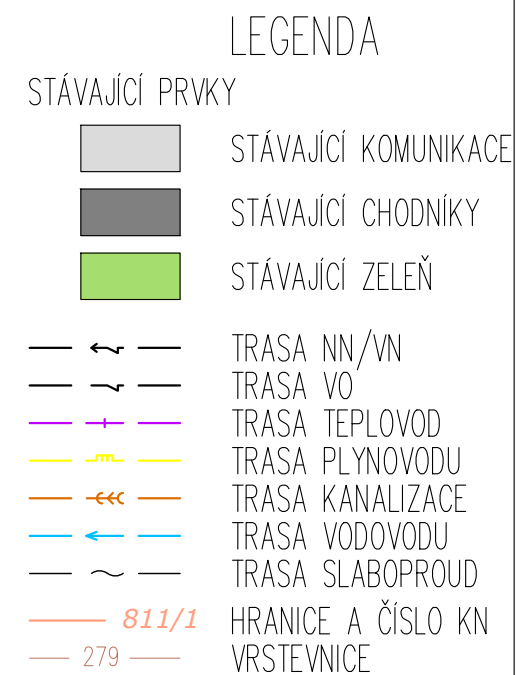 LEGENDA
STÁVAJÍCÍ PRVKY
STÁVAJÍCÍ KOMUNIKACE
STÁVAJÍCÍ CHODNÍKY
STÁVAJÍCÍ ZELEŇ
TRASA NN/VN
TRASA VO
TRASA TEPLOVOD
TRASA PLYNOVODU
TRASA KANALIZACE
TRASA VODOVODU
TRASA SLABOPROUD
811/1 HRANICE A ČÍSLO KN
279 VRSTEVNICE